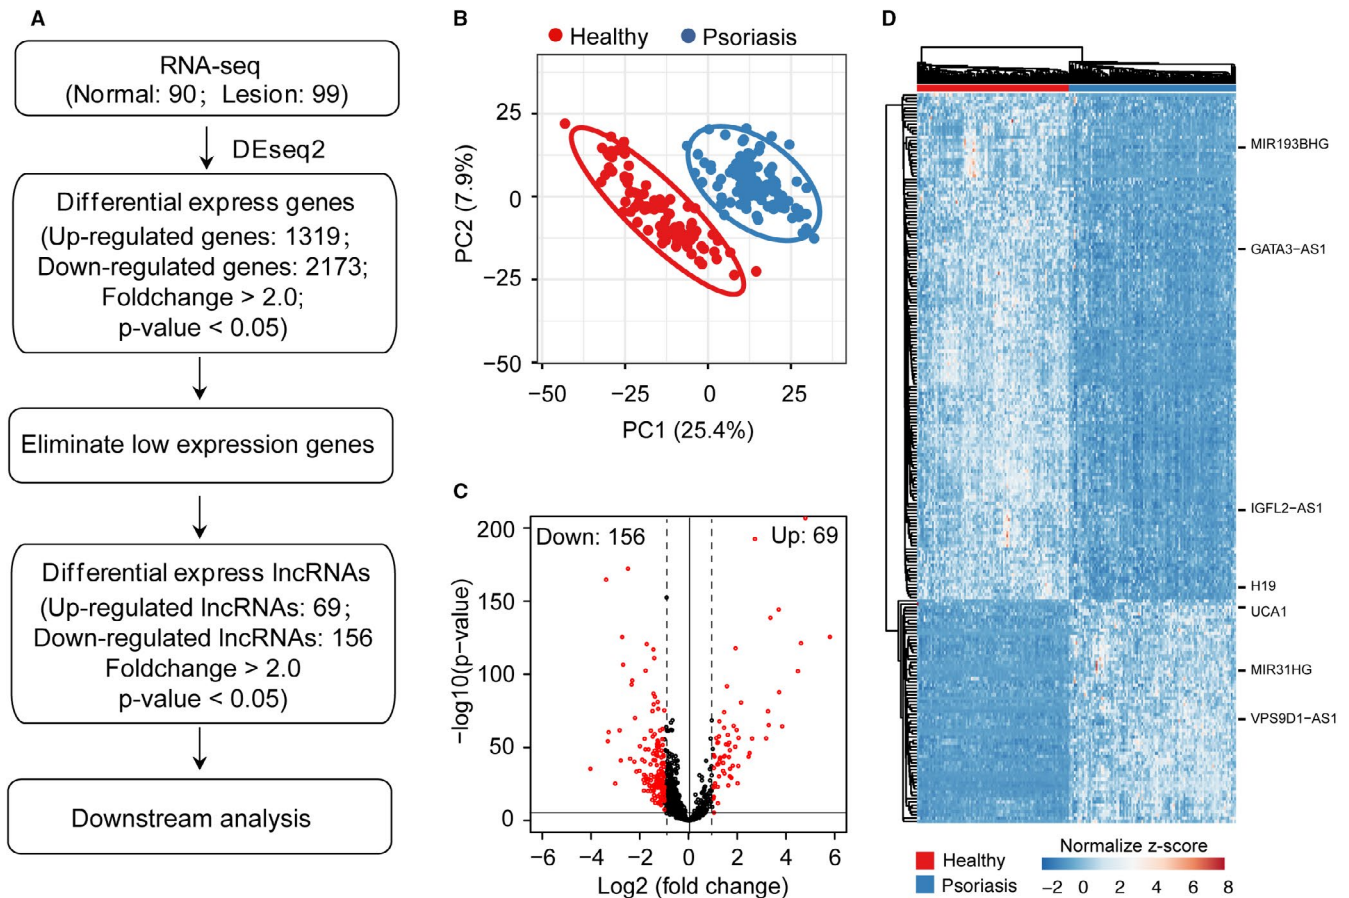 A
RNA-seq
(Normal: 90; Lesion: 99)
DEseq2
Differential express genes
(Up-regulated genes: 1319;
Down-regulated genes: 2173;
Foldchange > 2.0;
p-value < 0.05)
Eliminate low expression genes
Differential express lncRNAs
(Up-regulated lncRNAs: 69;
Down-regulated lncRNAs: 156
Foldchange > 2.0
p-value < 0.05)
Downstream analysis
B
Healthy Psoriasis
PC2 (7.9%)
25
0
−25
−50
−50 −25 0 25
PC1 (25.4%)
C
Down: 156 Up: 69
−log10(p−value)
200
150
100
50
0
−6 −4 −2 0 2 4 6
Log2 (fold change)
D
MIR193BHG
GATA3−AS1
IGFL2−AS1
H19
UCA1
MIR31HG
VPS9D1−AS1
Healthy
Psoriasis
Normalize z-score
−2 0 2 4 6 8